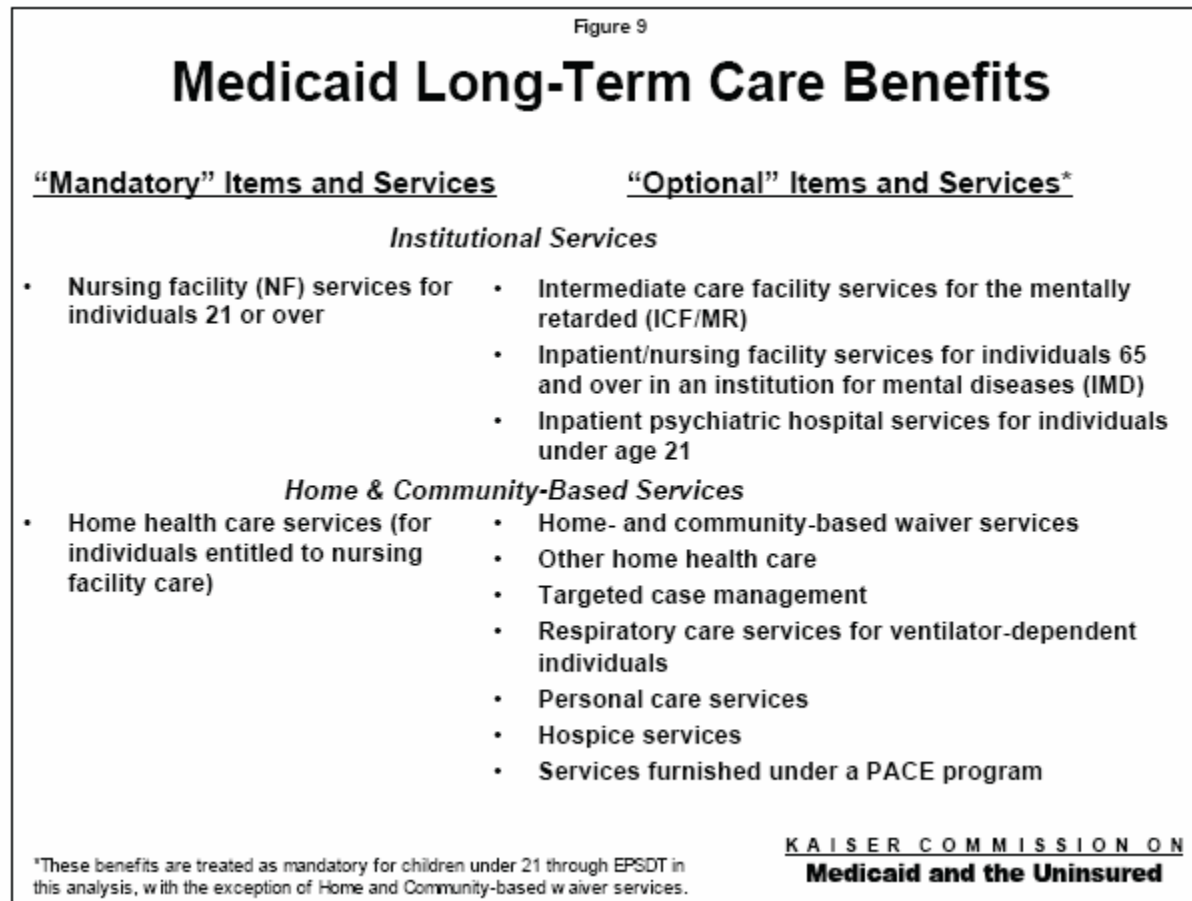 Figure 9
Medicaid Long-Term Care Benefits
“Mandatory” Items and Services
“Optional” Items and Services*
Institutional Services
• Nursing facility (NF) services for
individuals 21 or over
• Intermediate care facility services for the mentally
retarded (ICF/MR)
• Inpatient/nursing facility services for individuals 65
and over in an institution for mental diseases (IMD)
• Inpatient psychiatric hospital services for individuals
under age 21
Home & Community-Based Services
• Home health care services (for
individuals entitled to nursing
facility care)
• Home- and community-based waiver services
• Other home health care
• Targeted case management
• Respiratory care services for ventilator-dependent
individuals
• Personal care services
• Hospice services
• Services furnished under a PACE program
*These benefits are treated as mandatory for children under 21 through EPSDT in
this analysis, with the exception of Home and Community-based waiver services.
KAISER COMMISSION ON
Medicaid and the Uninsured